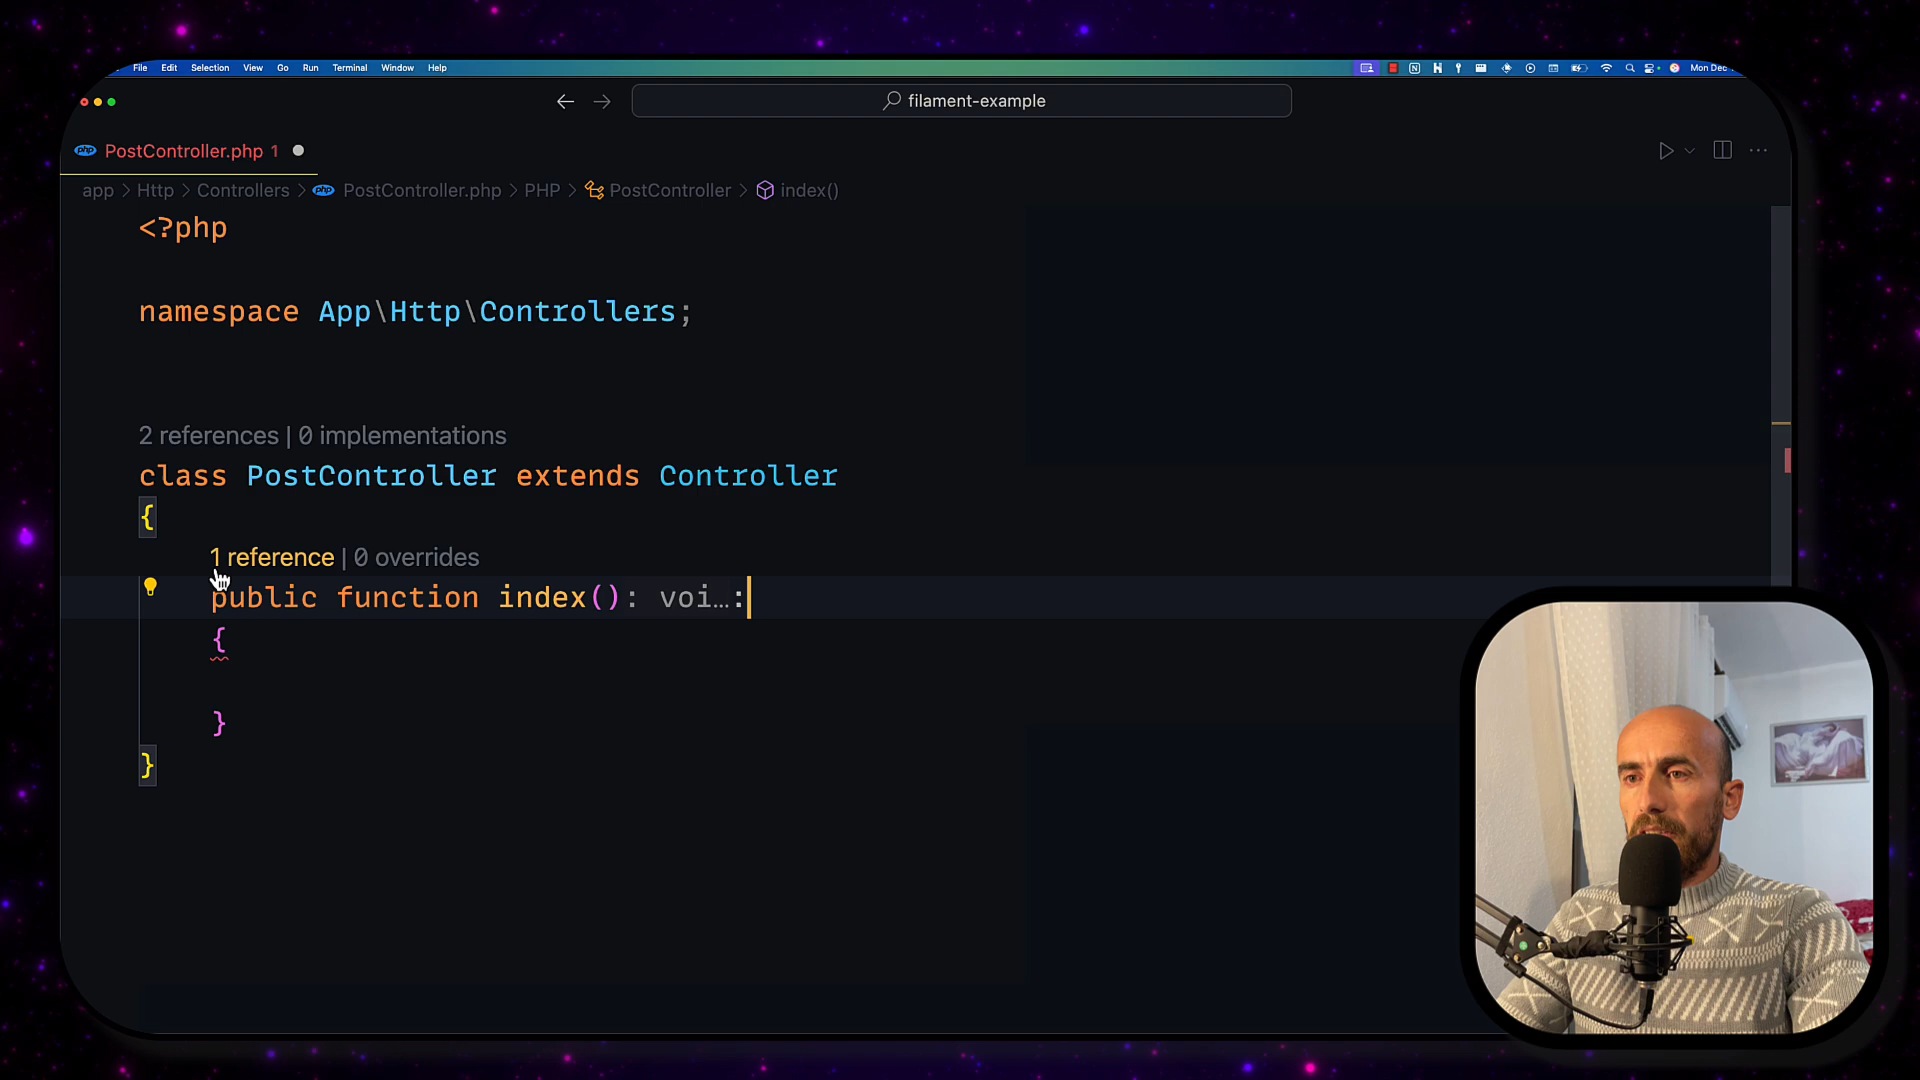 File Edit Selection View Go Run Terminal Window Help Mon Dec
filament-example
PostController.php 1
app > Http > Controllers > PostController.php > PHP > PostController > index()
<?php
namespace App\Http\Controllers;
2 references | 0 implementations
class PostController extends Controller
{
1 reference | 0 overrides
public function index(): voi…:
{
}
}